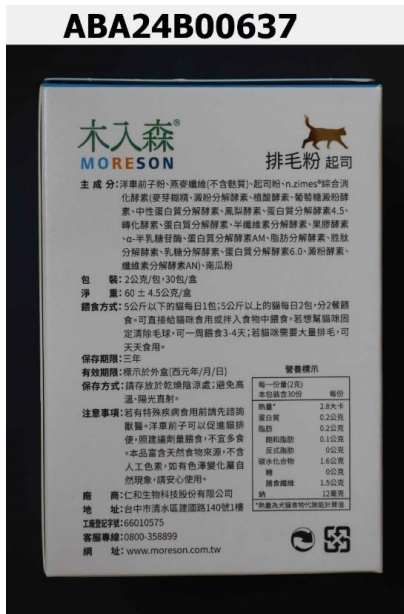 ABA24B00637
木入森®
MORESON
排毛粉 起司
主 成 分:洋車前子粉、燕麥纖維(不含麩質)、起司粉、n.zimes®綜合消
化酵素(麥芽糊精、澱粉分解酵素、植酸酵素、葡萄糖澱粉酵
素、中性蛋白質分解酵素、鳳梨酵素、蛋白質分解酵素4.5、
轉化酵素、蛋白質分解酵素、半纖維素分解酵素、果膠酵素
、α-半乳糖苷酶、蛋白質分解酵素AM、脂肪分解酵素、胜肽
分解酵素、乳糖分解酵素、蛋白質分解酵素6.0、澱粉酵素、
纖維素分解酵素AN)、南瓜粉
包 裝:2公克/包,30包/盒
淨 重:60 ± 4.5公克/盒
餵食方式:5公斤以下的貓每日1包;5公斤以上的貓每日2包,分2餐餵
食。可直接給貓咪食用或拌入食物中餵食。若想幫貓咪固
定清除毛球,可一周餵食3-4天;若貓咪需要大量排毛,可
天天食用。
保存期限:三年
有效期限:標示於外盒(西元年/月/日)
保存方式:請存放於乾燥陰涼處;避免高
溫、陽光直射。
注意事項:若有特殊疾病食用前請先諮詢
獸醫。洋車前子可以促進貓排
便,照建議劑量餵食,不宜多食
。本品富含天然食物來源,不含
人工色素,如有色澤變化屬自
然現象,請安心使用。
廠 商:仁和生物科技股份有限公司
地 址:台中市清水區建國路140號1樓
工廠登記字號:66010575
客服專線:0800-358899
網 址:www.moreson.com.tw
營養標示
每一份量(2克)
本包裝含30份 每份
熱量* 2.8大卡
蛋白質 0.2公克
脂肪 0.2公克
飽和脂肪 0.1公克
反式脂肪 0公克
碳水化合物 1.6公克
糖 0公克
膳食纖維 1.5公克
鈉 12毫克
*熱量為犬貓食物代謝能計算值